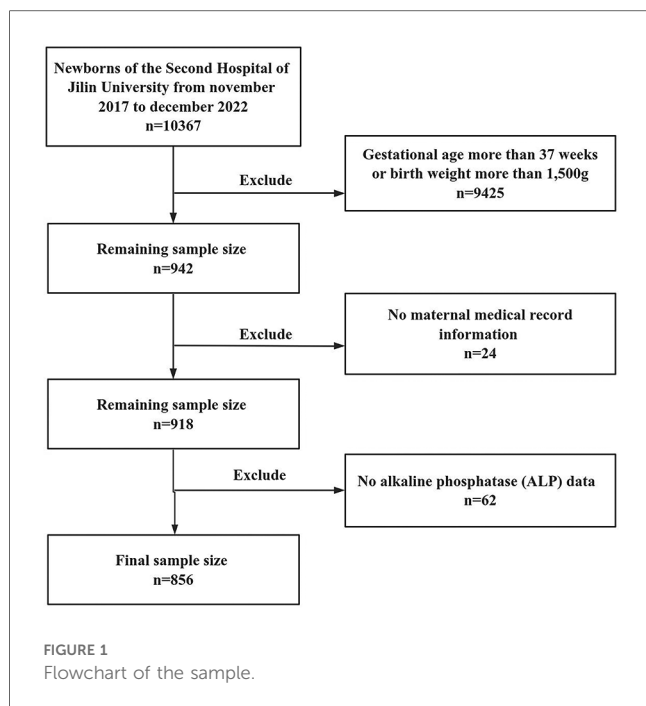 Newborns of the Second Hospital of
Jilin University from november
2017 to december 2022
n=10367
Exclude
Gestational age more than 37 weeks
or birth weight more than 1,500g
n=9425
Remaining sample size
n=942
Exclude
No maternal medical record
information
n=24
Remaining sample size
n=918
Exclude
No alkaline phosphatase (ALP) data
n=62
Final sample size
n=856
FIGURE 1
Flowchart of the sample.